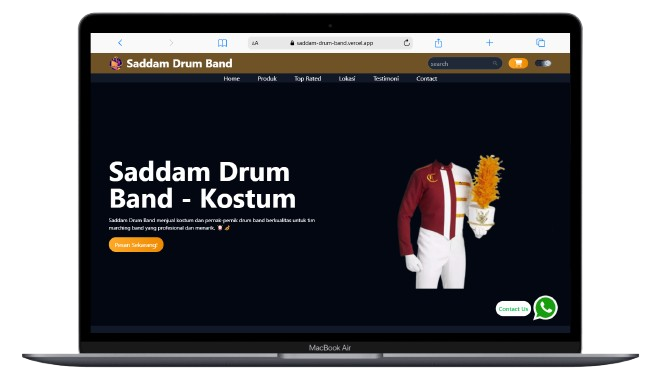 AA
saddam-drum-band.vercel.app
Saddam Drum Band
search
Home Produk Top Rated Lokasi Testimoni Contact
Saddam Drum
Band - Kostum
Saddam Drum Band menjual kostum dan pernak-pernik drum band berkualitas untuk tim
marching band yang profesional dan menarik.
Pesan Sekarang!
C
Contact Us
MacBook Air